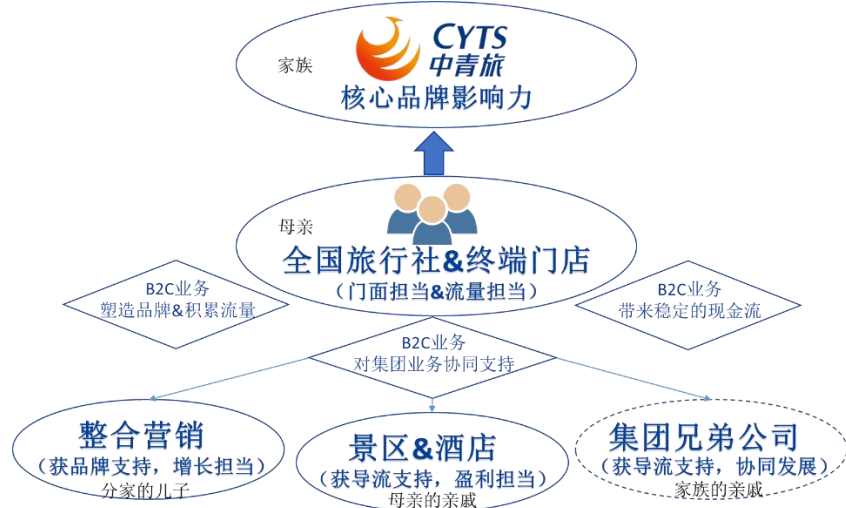 CYTS
中青旅
家族
核心品牌影响力
母亲
全国旅行社&终端门店
（门面担当&流量担当）
B2C业务
塑造品牌&积累流量
B2C业务
带来稳定的现金流
B2C业务
对集团业务协同支持
整合营销
（获品牌支持，增长担当）
分家的儿子
景区&酒店
（获导流支持，盈利担当）
母亲的亲戚
集团兄弟公司
（获导流支持，协同发展）
家族的亲戚